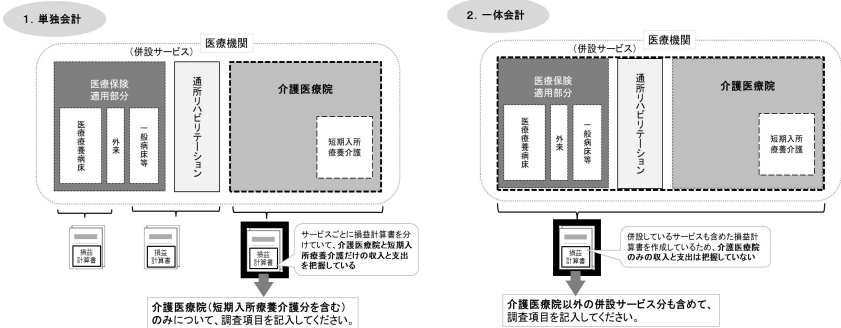 1．単独会計
医療機関
（併設サービス）
医療保険
適用部分
医療療養病床
外来
一般病床等
通所リハビリテーション
介護医療院
短期入所
療養介護
損益
計算書
損益
計算書
損益
計算書
サービスごとに損益計算書を分
けていて、介護医療院と短期入
所療養介護だけの収入と支出
を把握している
介護医療院（短期入所療養介護分を含む）
のみについて、調査項目を記入してください。
2．一体会計
医療機関
（併設サービス）
医療保険
適用部分
医療療養病床
外来
一般病床等
通所リハビリテーション
介護医療院
短期入所
療養介護
損益
計算書
併設しているサービスも含めた損益計
算書を作成しているため、介護医療院
のみの収入と支出は把握していない
介護医療院以外の併設サービス分も含めて、
調査項目を記入してください。